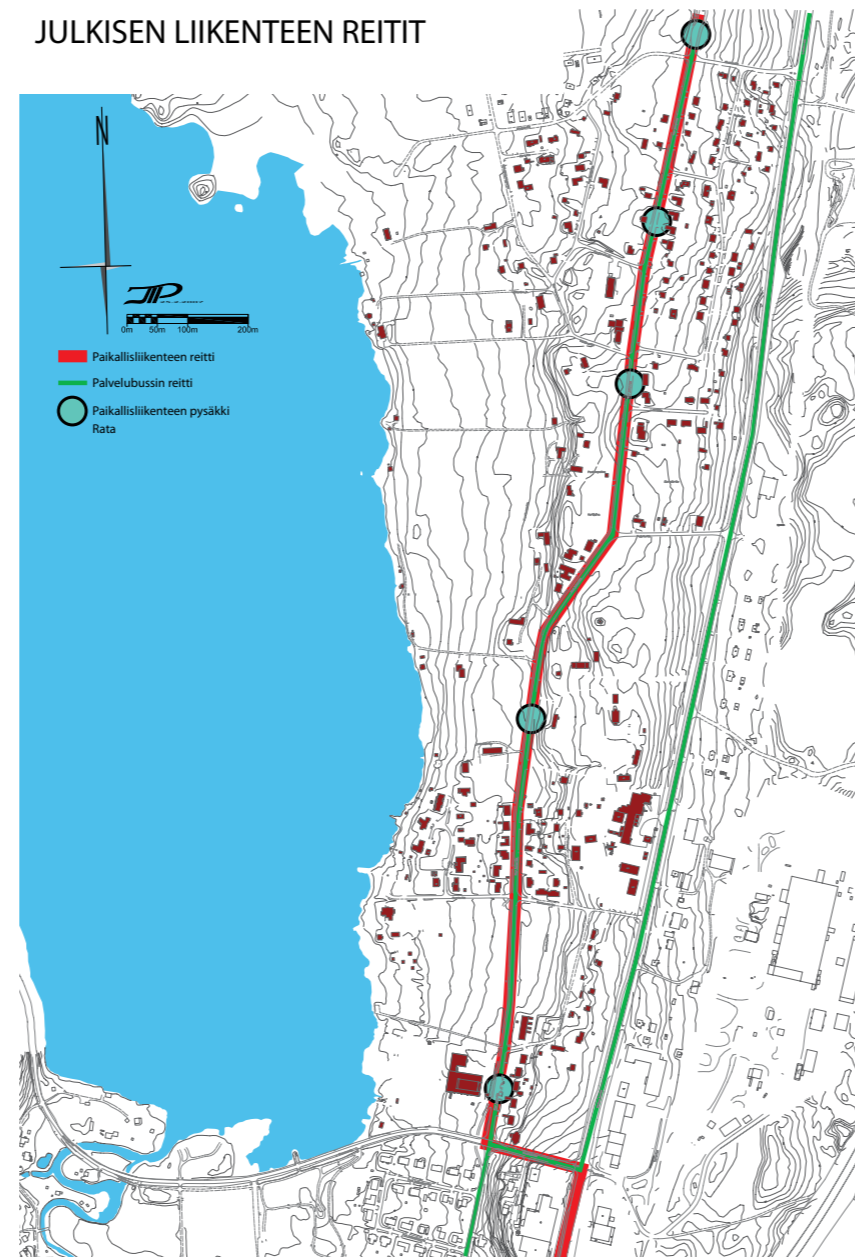 JULKISEN LIIKENTEEN REITIT
N
0m 50m 100m 200m
Paikallisliikenteen reitti
Palvelubussin reitti
Paikallisliikenteen pysäkki
Rata